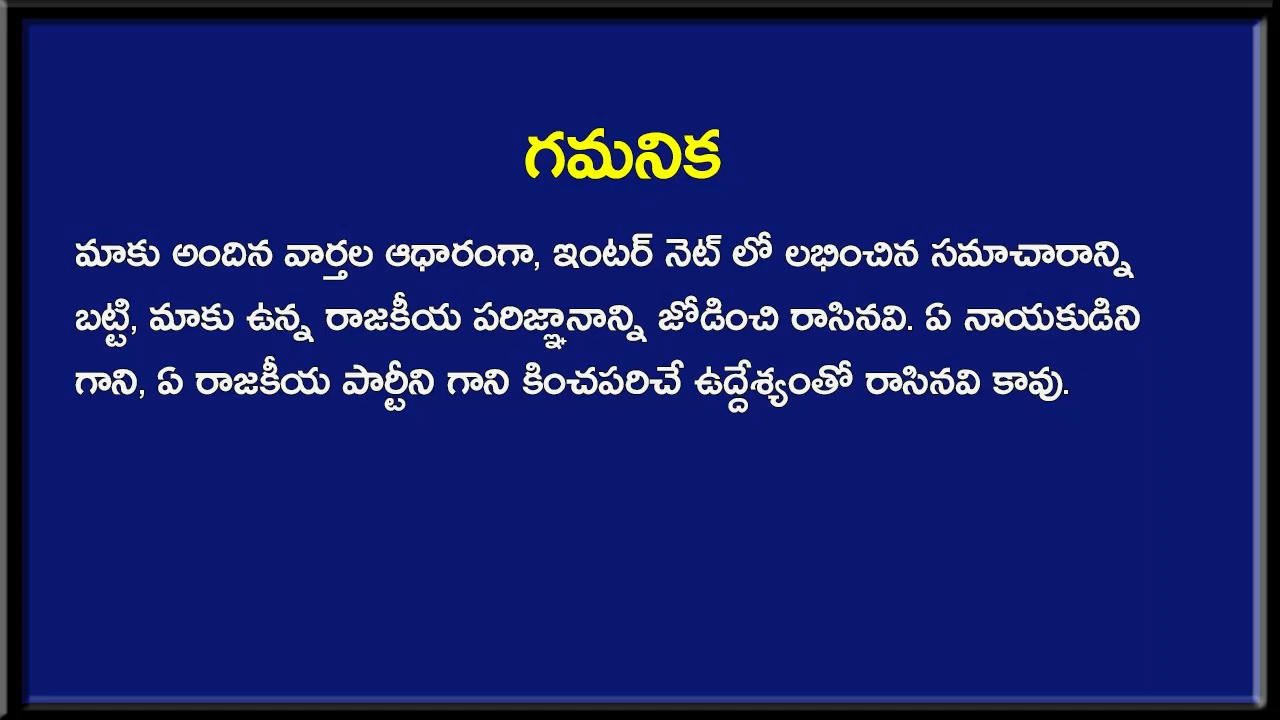 గమనిక
మాకు అందిన వార్తల ఆధారంగా, ఇంటర్ నెట్ లో లభించిన సమాచారాన్ని
బట్టి, మాకు ఉన్న రాజకీయ పరిజ్ఞానాన్ని జోడించి రాసినవి. ఏ నాయకుడిని
గాని, ఏ రాజకీయ పార్టీని గాని కించపరిచే ఉద్దేశ్యంతో రాసినవి కావు.